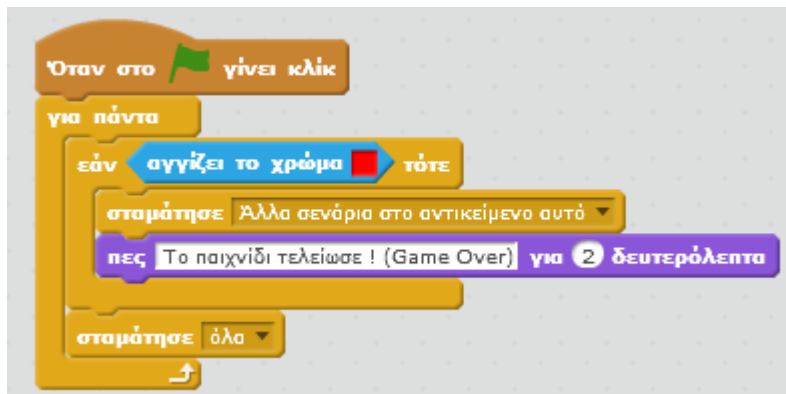 Όταν στο γίνει κλίκ
για πάντα
εάν αγγίζει το χρώμα τότε
σταμάτησε Άλλα σενάρια στο αντικείμενο αυτό
πες Το παιχνίδι τελείωσε ! (Game Over) για 2 δευτερόλεπτα
σταμάτησε όλα